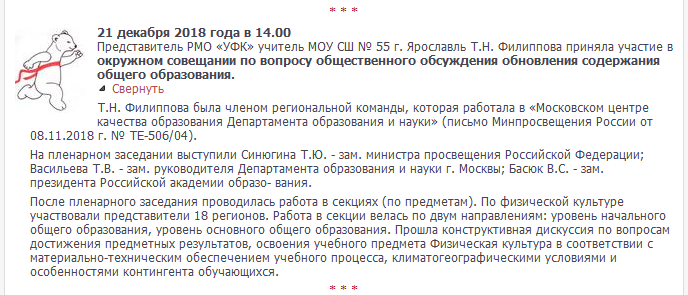 * * *
21 декабря 2018 года в 14.00
Представитель РМО «УФК» учитель МОУ СШ № 55 г. Ярославль Т.Н. Филиппова приняла участие в
окружном совещании по вопросу общественного обсуждения обновления содержания
общего образования.
Свернуть
Т.Н. Филиппова была членом региональной команды, которая работала в «Московском центре
качества образования Департамента образования и науки» (письмо Минпросвещения России от
08.11.2018 г. № ТЕ-506/04).
На пленарном заседании выступили Синюгина Т.Ю. - зам. министра просвещения Российской Федерации;
Васильева Т.В. - зам. руководителя Департамента образования и науки г. Москвы; Басюк В.С. - зам.
президента Российской академии образо- вания.
После пленарного заседания проводилась работа в секциях (по предметам). По физической культуре
участвовали представители 18 регионов. Работа в секции велась по двум направлениям: уровень начального
общего образования, уровень основного общего образования. Прошла конструктивная дискуссия по вопросам
достижения предметных результатов, освоения учебного предмета Физическая культура в соответствии с
материально-техническим обеспечением учебного процесса, климатогеографическими условиями и
особенностями контингента обучающихся.
* * *